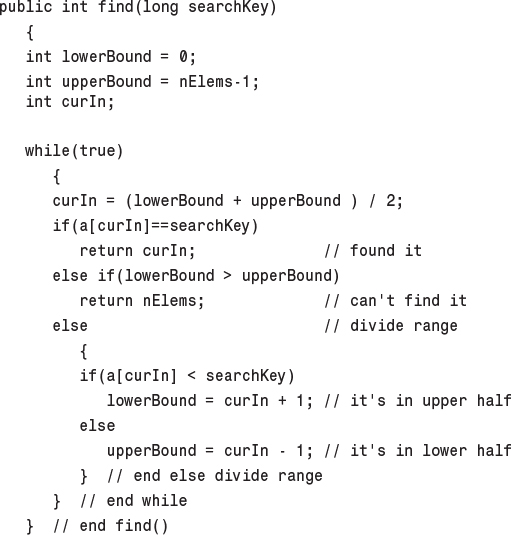 public int find(long searchKey)
{
int lowerBound = 0;
int upperBound = nElems-1;
int curIn;
while(true)
{
curIn = (lowerBound + upperBound ) / 2;
if(a[curIn]==searchKey)
return curIn; // found it
else if(lowerBound > upperBound)
return nElems; // can't find it
else // divide range
{
if(a[curIn] < searchKey)
lowerBound = curIn + 1; // it's in upper half
else
upperBound = curIn - 1; // it's in lower half
} // end else divide range
} // end while
} // end find()